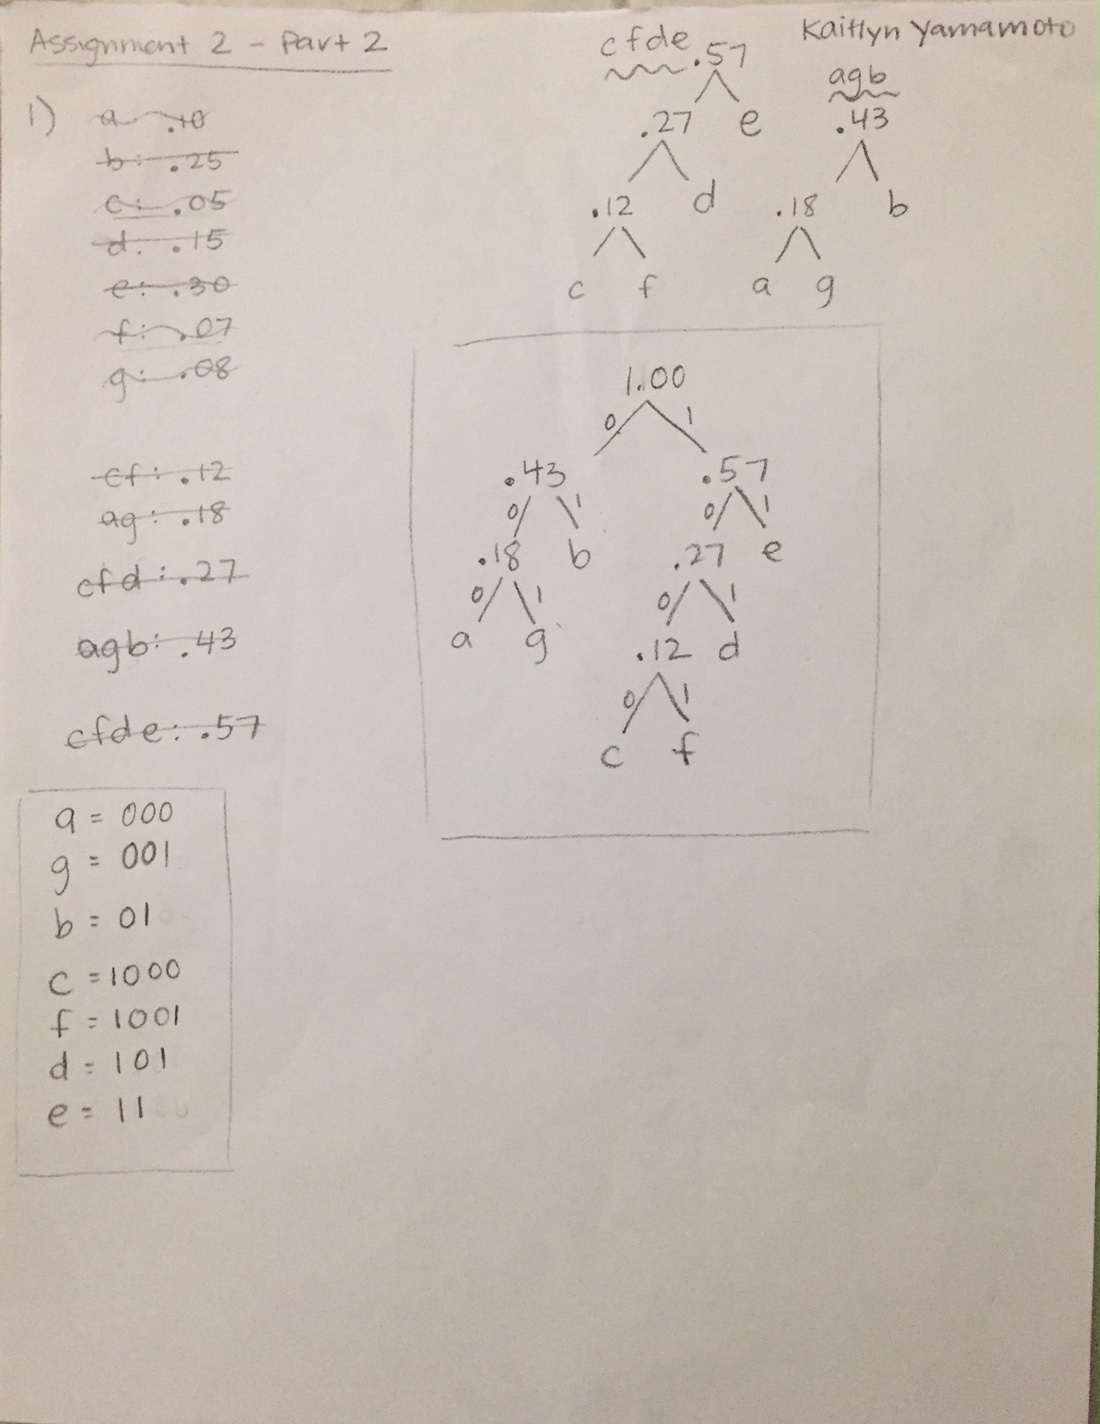 Assignment 2 - Part 2
Kaitlyn Yamamoto
1)
a .10
b: .25
c: .05
d. .15
e: .30
f: .07
g: .08
cf: .12
ag: .18
cfd: .27
agb: .43
cfde: .57
a = 000
g = 001
b = 01
c = 1000
f = 1001
d = 101
e = 11
cfde .57
.27 e
.12 d
c f
agb
.43
.18 b
a g
1.00
0 1
.43 .57
0 1 0 1
.18 b .27 e
0 1 0 1
a g .12 d
0 1
c f